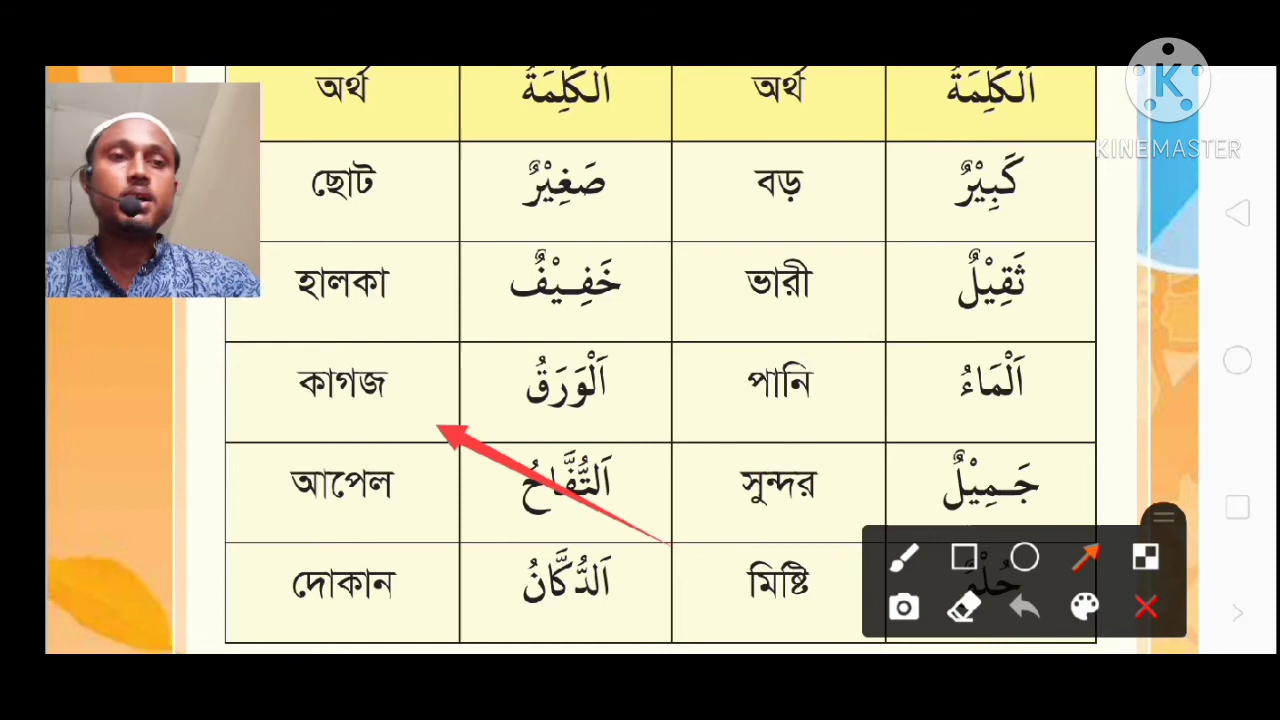 অর্থ اَلْكَلِمَةُ অর্থ اَلْكَلِمَةُ
ছোট صَغِيْرٌ বড় كَبِيْرٌ
হালকা خَفِيْفٌ ভারী ثَقِيْلٌ
কাগজ اَلْوَرَقُ পানি اَلْمَاءُ
আপেল اَلتُّفَّاحُ সুন্দর جَمِيْلٌ
দোকান اَلدُّكَّانُ মিষ্টি
K
KINEMASTER